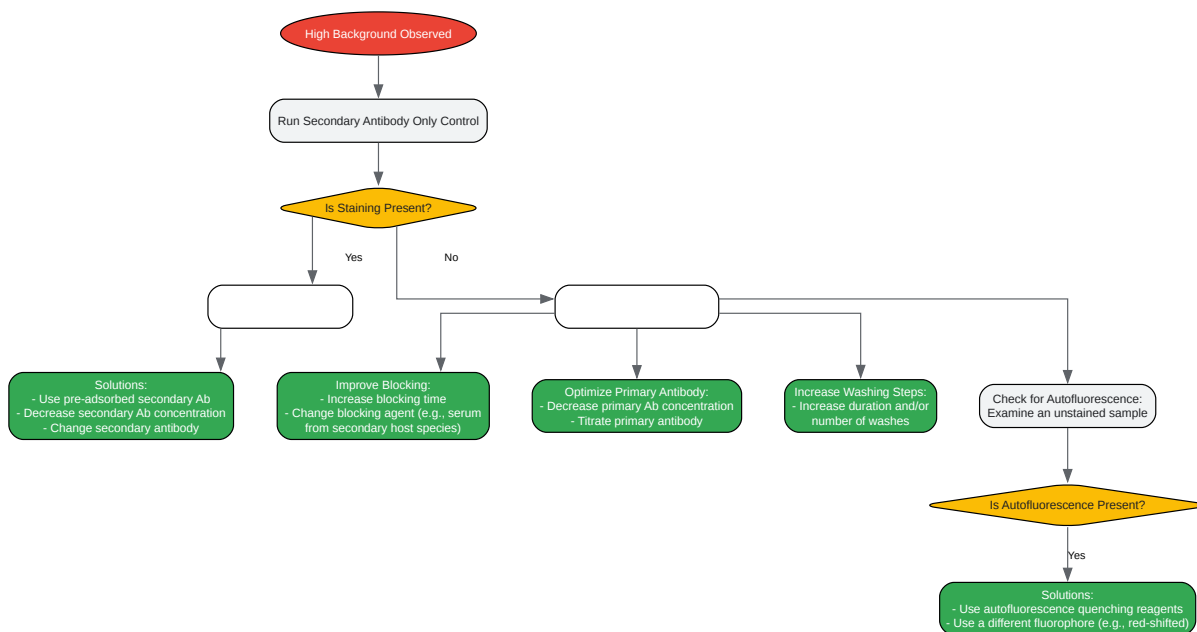 High Background Observed
Run Secondary Antibody Only Control
Is Staining Present?
Yes
No
Solutions:
- Use pre-adsorbed secondary Ab
- Decrease secondary Ab concentration
- Change secondary antibody
Improve Blocking:
- Increase blocking time
- Change blocking agent (e.g., serum
from secondary host species)
Optimize Primary Antibody:
- Decrease primary Ab concentration
- Titrate primary antibody
Increase Washing Steps:
- Increase duration and/or
number of washes
Check for Autofluorescence:
Examine an unstained sample
Is Autofluorescence Present?
Yes
Solutions:
- Use autofluorescence quenching reagents
- Use a different fluorophore (e.g., red-shifted)